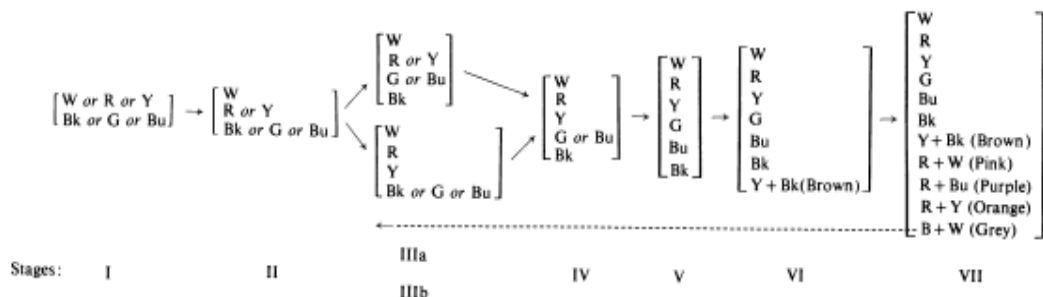 W or R or Y
Bk or G or Bu
W
R or Y
Bk or G or Bu
W
R or Y
G or Bu
Bk
W
R
Y
Bk or G or Bu
W
R
Y
G or Bu
Bk
W
R
Y
G
Bu
Bk
W
R
Y
G
Bu
Bk
Y + Bk(Brown)
W
R
Y
G
Bu
Bk
Y + Bk (Brown)
R + W (Pink)
R + Bu (Purple)
R + Y (Orange)
B + W (Grey)
Stages: I II IIIa IV V VI VII
IIIb